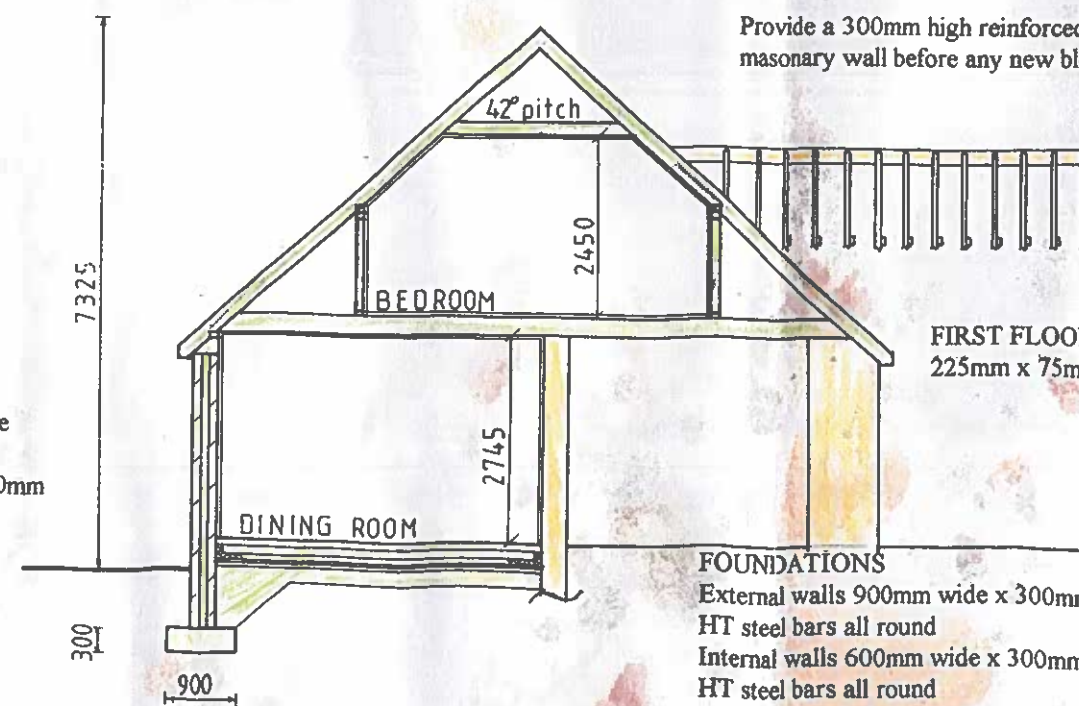 Provide a 300mm high reinforced
masonary wall before any new bl
42° pitch
7325
2450
BEDROOM
FIRST FLOO
225mm x 75m
e
0mm
2745
DINING ROOM
FOUNDATIONS
External walls 900mm wide x 300mm
HT steel bars all round
Internal walls 600mm wide x 300mm
HT steel bars all round
300
900